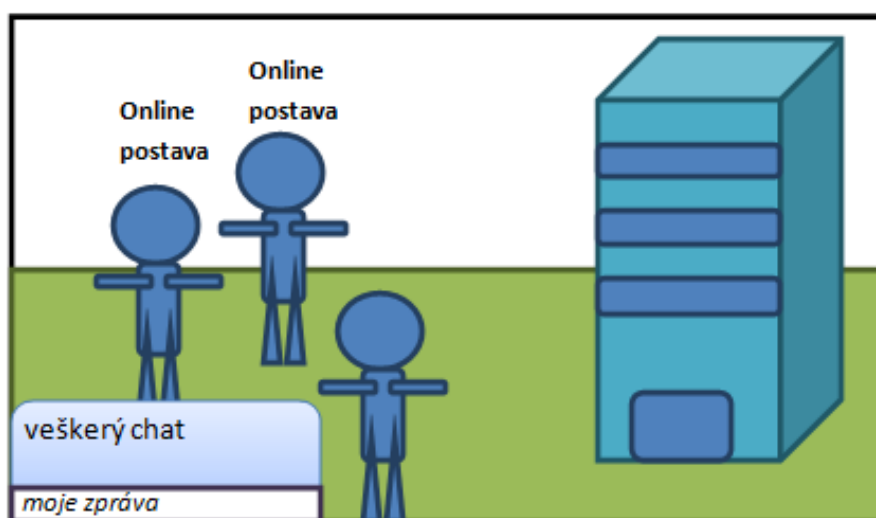 Online
postava
Online
postava
veškerý chat
moje zpráva